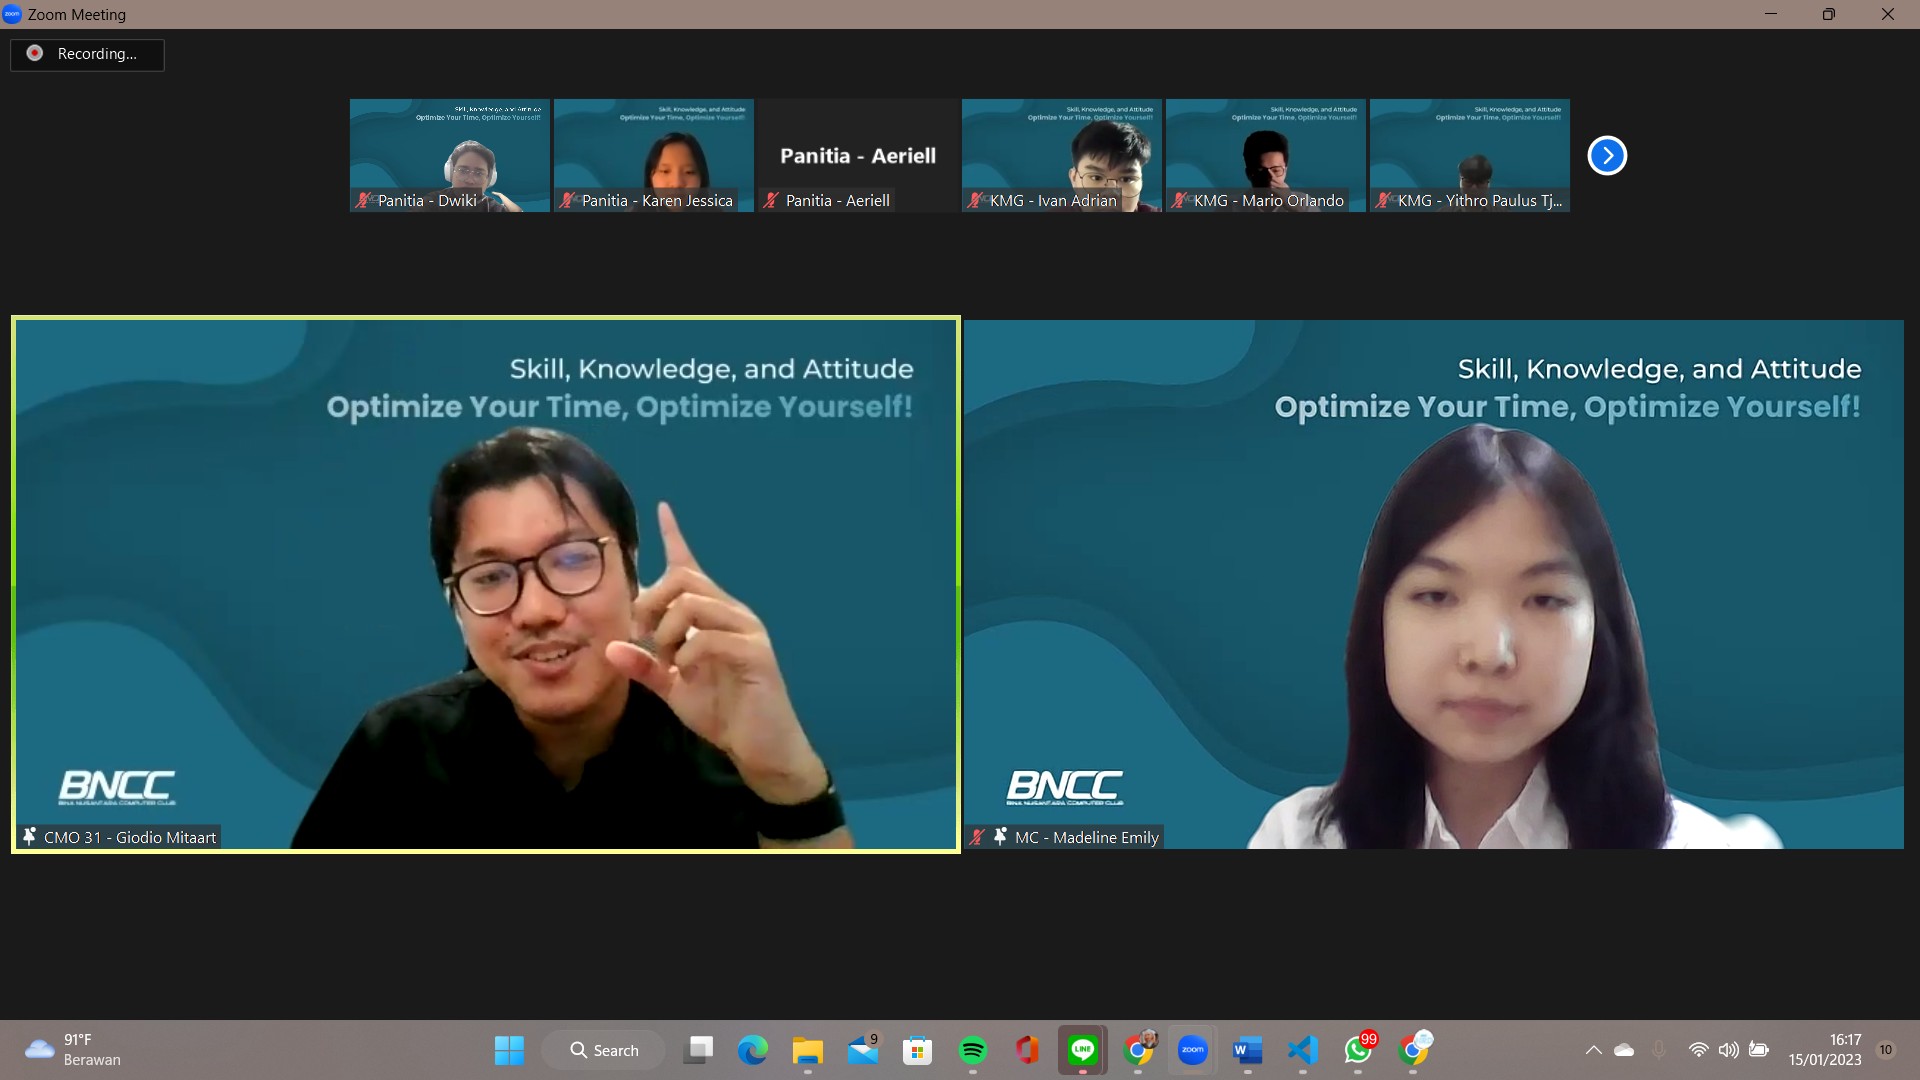 zoom
Zoom Meeting
Recording...
Skill, Knowledge, and Attitude
Optimize Your Time, Optimize Yourself!
Panitia - Dwiki
Skill, Knowledge, and Attitude
Optimize Your Time, Optimize Yourself!
Panitia - Karen Jessica
Panitia - Aeriell
Panitia - Aeriell
Skill, Knowledge, and Attitude
Optimize Your Time, Optimize Yourself!
KMG - Ivan Adrian
Skill, Knowledge, and Attitude
Optimize Your Time, Optimize Yourself!
KMG - Mario Orlando
Skill, Knowledge, and Attitude
Optimize Your Time, Optimize Yourself!
KMG - Yithro Paulus Tj...
Skill, Knowledge, and Attitude
Optimize Your Time, Optimize Yourself!
BNCC
BINA NUSANTARA COMPUTER CLUB
CMO 31 - Giodio Mitaart
Skill, Knowledge, and Attitude
Optimize Your Time, Optimize Yourself!
BNCC
BINA NUSANTARA COMPUTER CLUB
MC - Madeline Emily
91°F
Berawan
Search
9
LINE
zoom
W
99
16:17
15/01/2023
10